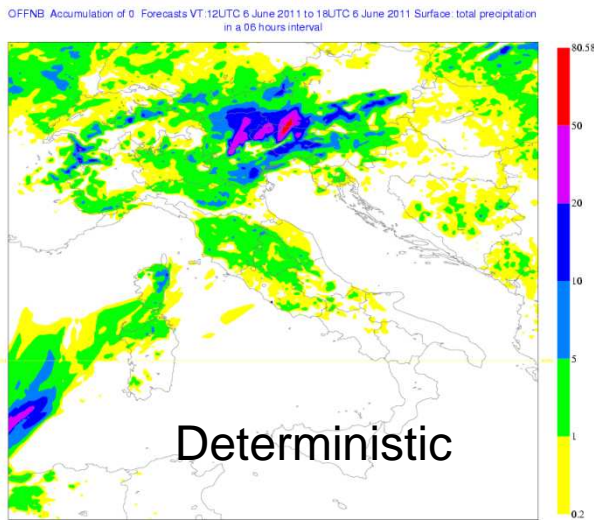 OFFNB Accumulation of 0 Forecasts VT:12UTC 6 June 2011 to 18UTC 6 June 2011 Surface: total precipitation
in a 06 hours interval
80.58
50
20
10
5
1
0.2
Deterministic